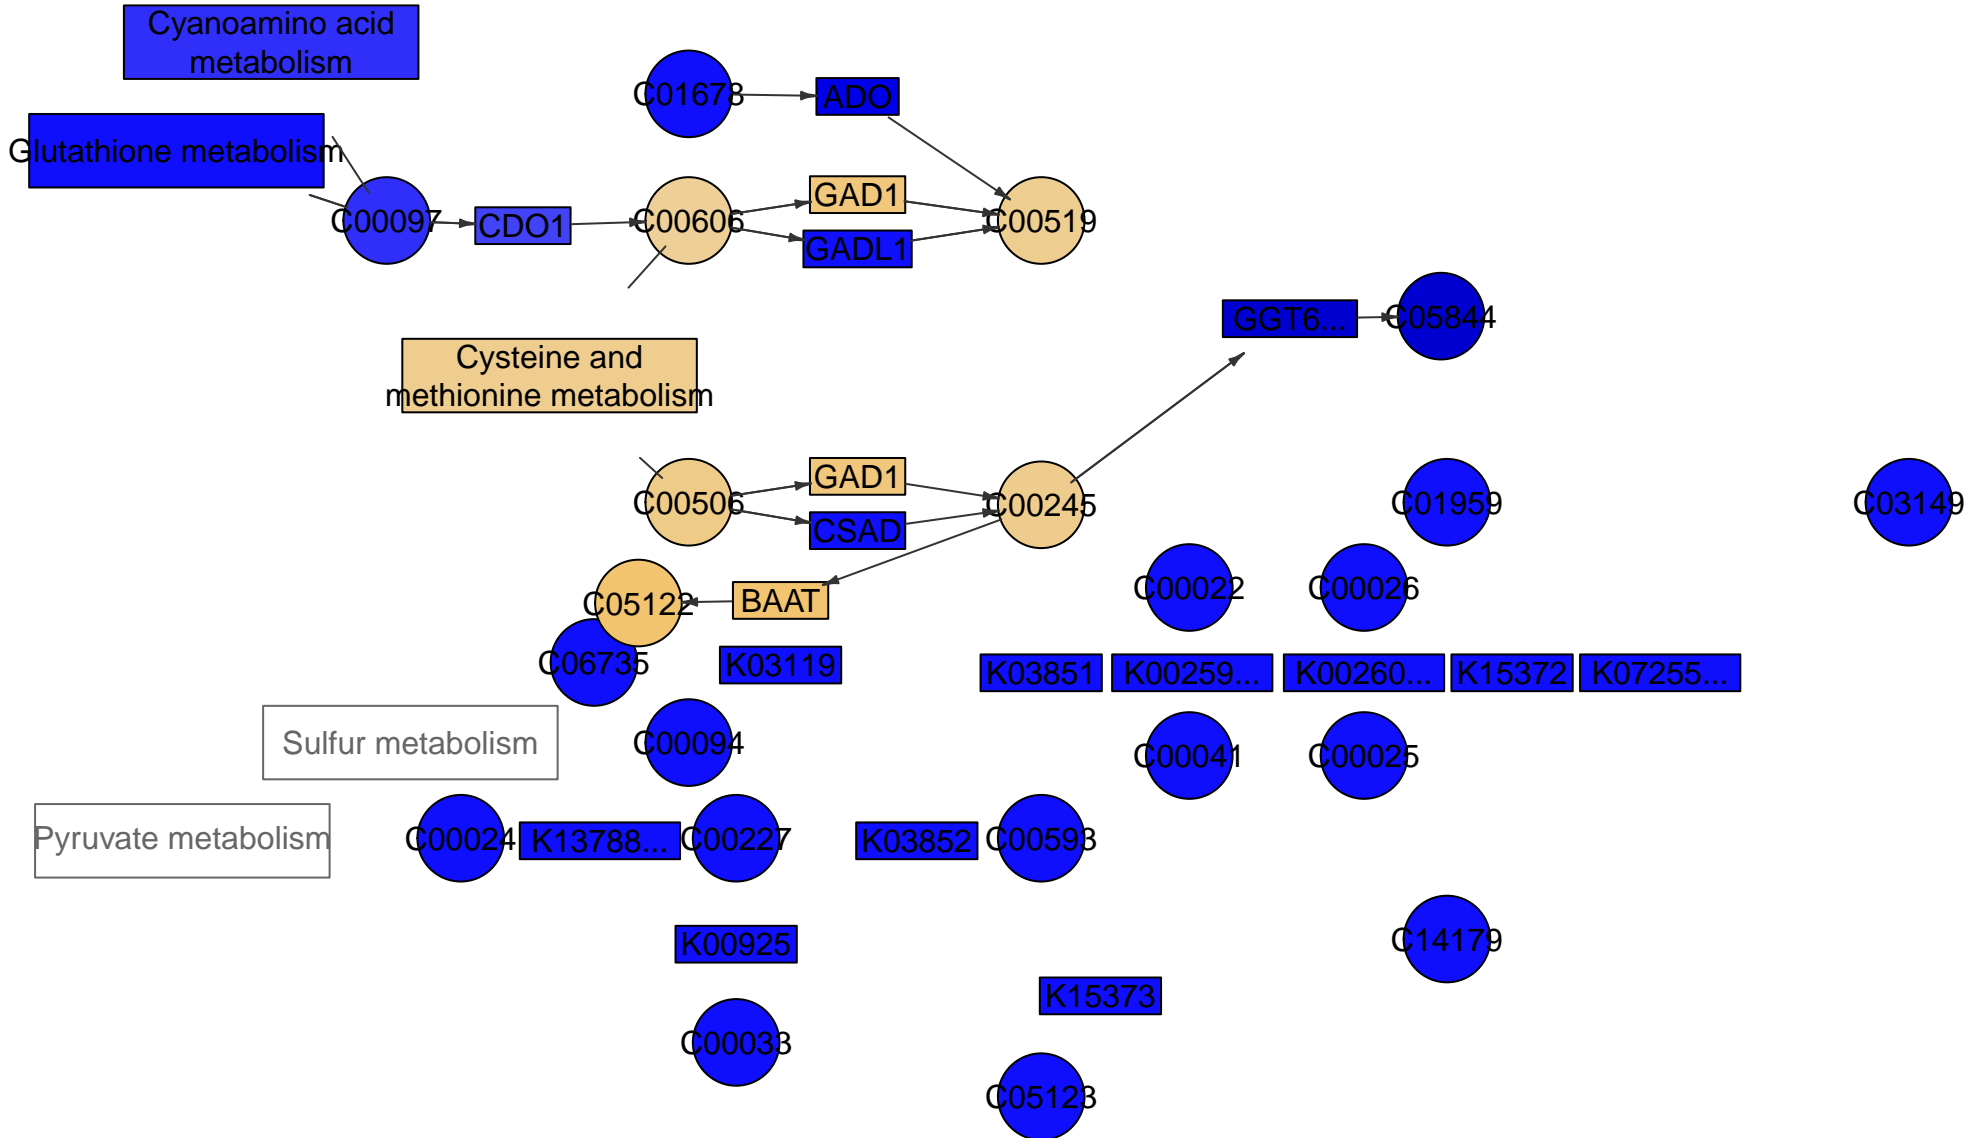 Cyanoamino acid
metabolism
C01678
ADO
Glutathione metabolism
C00097
CDO1
C00606
GAD1
GADL1
C00519
GGT6...
C05844
Cysteine and
methionine metabolism
C00506
GAD1
CSAD
C00245
C01959
C03149
C05122
BAAT
C00022
C00026
C06735
K03119
K03851
K00259...
K00260...
K15372
K07255...
Sulfur metabolism
C00094
C00041
C00025
Pyruvate metabolism
C00024
K13788...
C00227
K03852
C00593
K00925
C14179
K15373
C00033
C05123